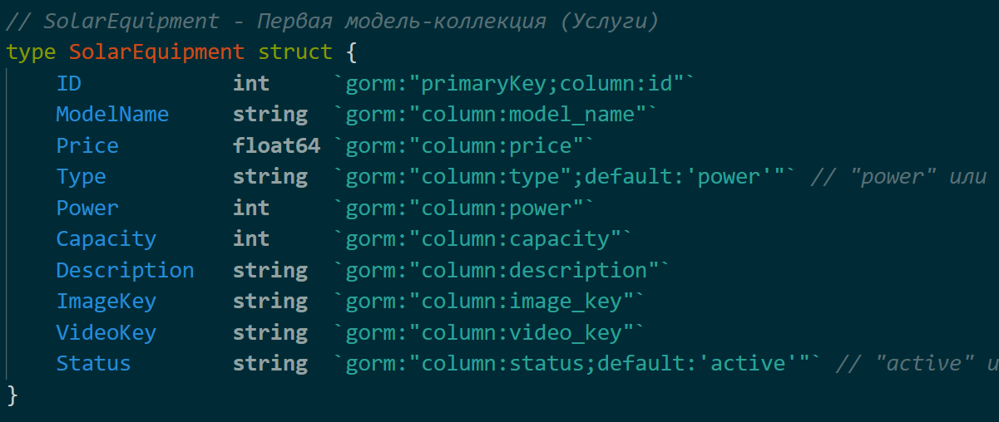 // SolarEquipment - Первая модель-коллекция (Услуги)
type SolarEquipment struct {
    ID            int     `gorm:"primaryKey;column:id"`
    ModelName     string  `gorm:"column:model_name"`
    Price         float64 `gorm:"column:price"`
    Type          string  `gorm:"column:type";default:'power'"` // "power" или
    Power         int     `gorm:"column:power"`
    Capacity      int     `gorm:"column:capacity"`
    Description   string  `gorm:"column:description"`
    ImageKey      string  `gorm:"column:image_key"`
    VideoKey      string  `gorm:"column:video_key"`
    Status        string  `gorm:"column:status;default:'active'"` // "active" и
}